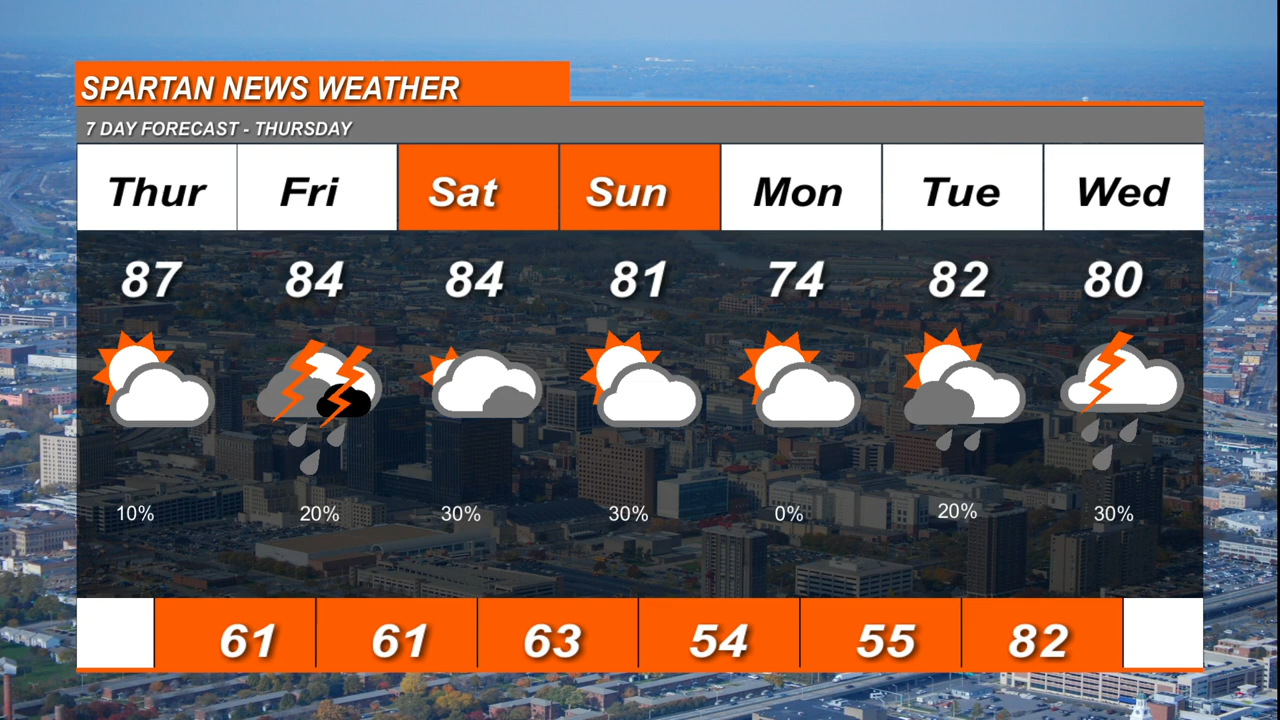 SPARTAN NEWS WEATHER
7 DAY FORECAST - THURSDAY
Thur Fri Sat Sun Mon Tue Wed
87 84 84 81 74 82 80
10% 20% 30% 30% 0% 20% 30%
61 61 63 54 55 82